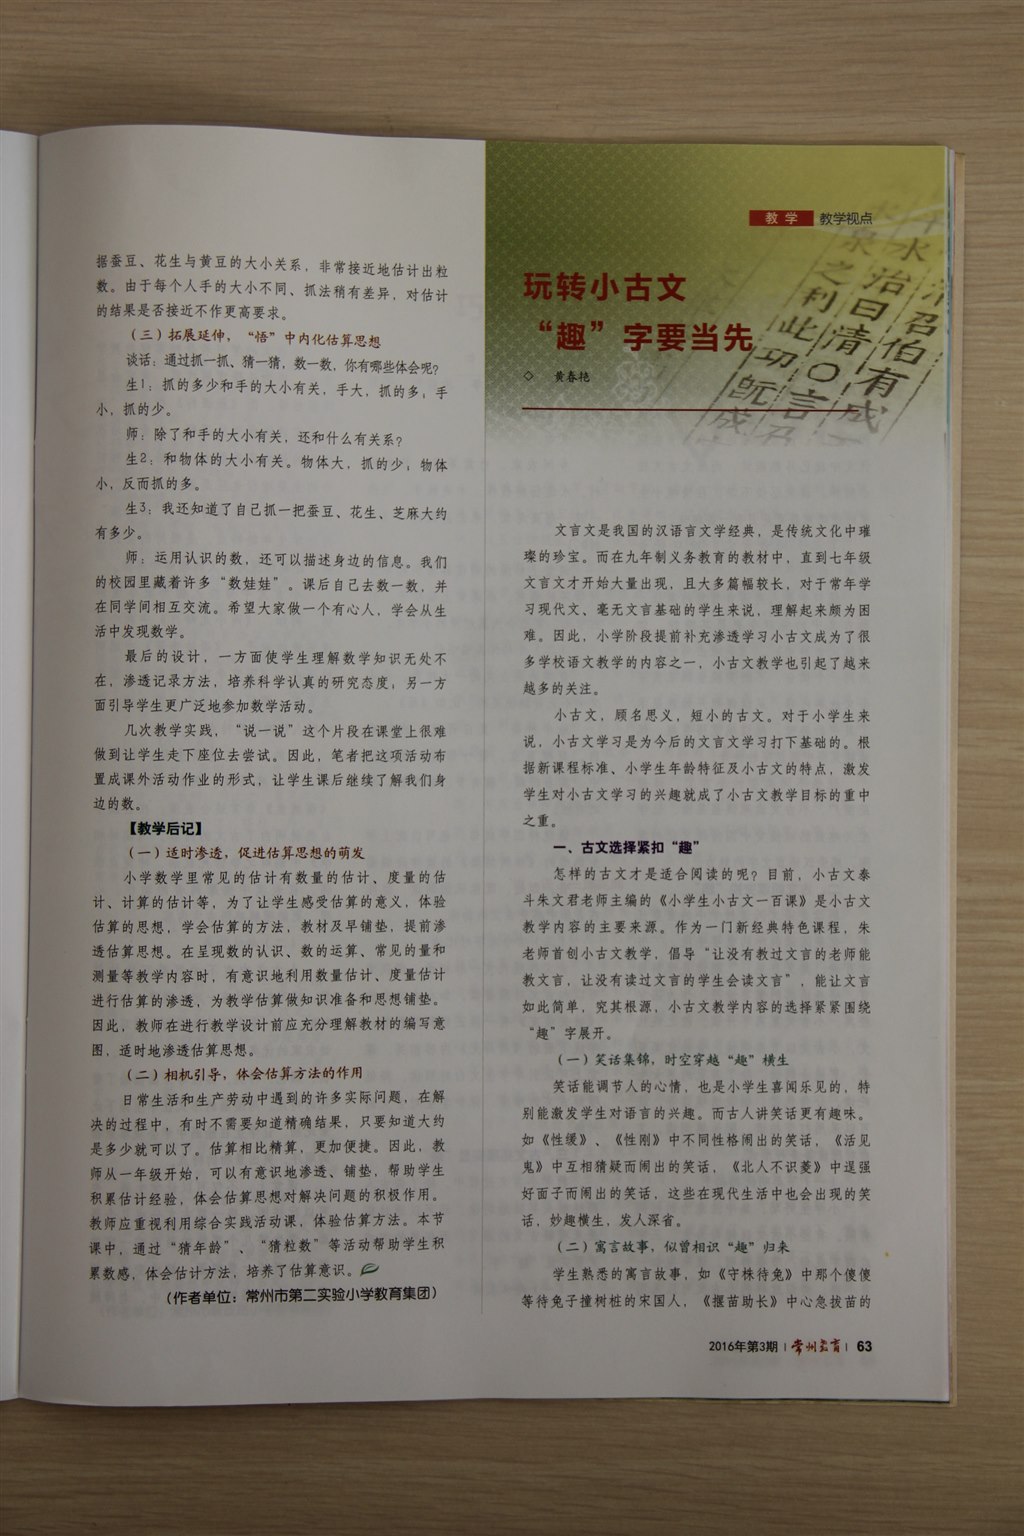 据蚕豆、花生与黄豆的大小关系，非常接近地估计出粒
数。由于每个人手的大小不同、抓法稍有差异，对估计
的结果是否接近不作更高要求。
（三）拓展延伸，“悟”中内化估算思想
谈话：通过抓一抓、猜一猜，数一数，你有哪些体会呢？
生1：抓的多少和手的大小有关，手大，抓的多；手
小，抓的少。
师：除了和手的大小有关，还和什么有关系？
生2：和物体的大小有关。物体大，抓的少；物体
小，反而抓的多。
生3：我还知道了自己抓一把蚕豆、花生、芝麻大约
有多少。
师：运用认识的数，还可以描述身边的信息。我们
的校园里藏着许多“数娃娃”。课后自己去数一数，并
在同学间相互交流。希望大家做一个有心人，学会从生
活中发现数学。
最后的设计，一方面使学生理解数学知识无处不
在，渗透记录方法，培养科学认真的研究态度；另一方
面引导学生更广泛地参加数学活动。
几次教学实践，“说一说”这个片段在课堂上很难
做到让学生走下座位去尝试。因此，笔者把这项活动布
置成课外活动作业的形式，让学生课后继续了解我们身
边的数。
【教学后记】
（一）适时渗透，促进估算思想的萌发
小学数学里常见的估计有数量的估计、度量的估
计、计算的估计等，为了让学生感受估算的意义，体验
估算的思想，学会估算的方法，教材及早铺垫，提前渗
透估算思想。在呈现数的认识、数的运算、常见的量和
测量等教学内容时，有意识地利用数量估计、度量估计
进行估算的渗透，为教学估算做知识准备和思想铺垫。
因此，教师在进行教学设计前应充分理解教材的编写意
图，适时地渗透估算思想。
（二）相机引导，体会估算方法的作用
日常生活和生产劳动中遇到的许多实际问题，在解
决的过程中，有时不需要知道精确结果，只要知道大约
是多少就可以了。估算相比精算，更加便捷。因此，教
师从一年级开始，可以有意识地渗透、铺垫，帮助学生
积累估计经验，体会估算思想对解决问题的积极作用。
教师应重视利用综合实践活动课，体验估算方法。本节
课中，通过“猜年龄”、“猜粒数”等活动帮助学生积
累数感，体会估计方法，培养了估算意识。
（作者单位：常州市第二实验小学教育集团）
教 学 教学视点
玩转小古文
“趣”字要当先
◇ 黄春艳
文言文是我国的汉语言文学经典，是传统文化中璀
璨的珍宝。而在九年制义务教育的教材中，直到七年级
文言文才开始大量出现，且大多篇幅较长，对于常年学
习现代文、毫无文言基础的学生来说，理解起来颇为困
难。因此，小学阶段提前补充渗透学习小古文成为了很
多学校语文教学的内容之一，小古文教学也引起了越来
越多的关注。
小古文，顾名思义，短小的古文。对于小学生来
说，小古文学习是为今后的文言文学习打下基础的。根
据新课程标准、小学生年龄特征及小古文的特点，激发
学生对小古文学习的兴趣就成了小古文教学目标的重中
之重。
一、古文选择紧扣“趣”
怎样的古文才是适合阅读的呢？目前，小古文泰
斗朱文君老师主编的《小学生小古文一百课》是小古文
教学内容的主要来源。作为一门新经典特色课程，朱
老师首创小古文教学，倡导“让没有教过文言的老师能
教文言，让没有读过文言的学生会读文言”，能让文言
如此简单，究其根源，小古文教学内容的选择紧紧围绕
“趣”字展开。
（一）笑话集锦，时空穿越“趣”横生
笑话能调节人的心情，也是小学生喜闻乐见的，特
别能激发学生对语言的兴趣。而古人讲笑话更有趣味。
如《性缓》、《性刚》中不同性格闹出的笑话，《活见
鬼》中互相猜疑而闹出的笑话，《北人不识菱》中逞强
好面子而闹出的笑话，这些在现代生活中也会出现的笑
话，妙趣横生，发人深省。
（二）寓言故事，似曾相识“趣”归来
学生熟悉的寓言故事，如《守株待兔》中那个傻傻
等待兔子撞树桩的宋国人，《揠苗助长》中心急拔苗的
2016年第3期 | 常州教育 | 63